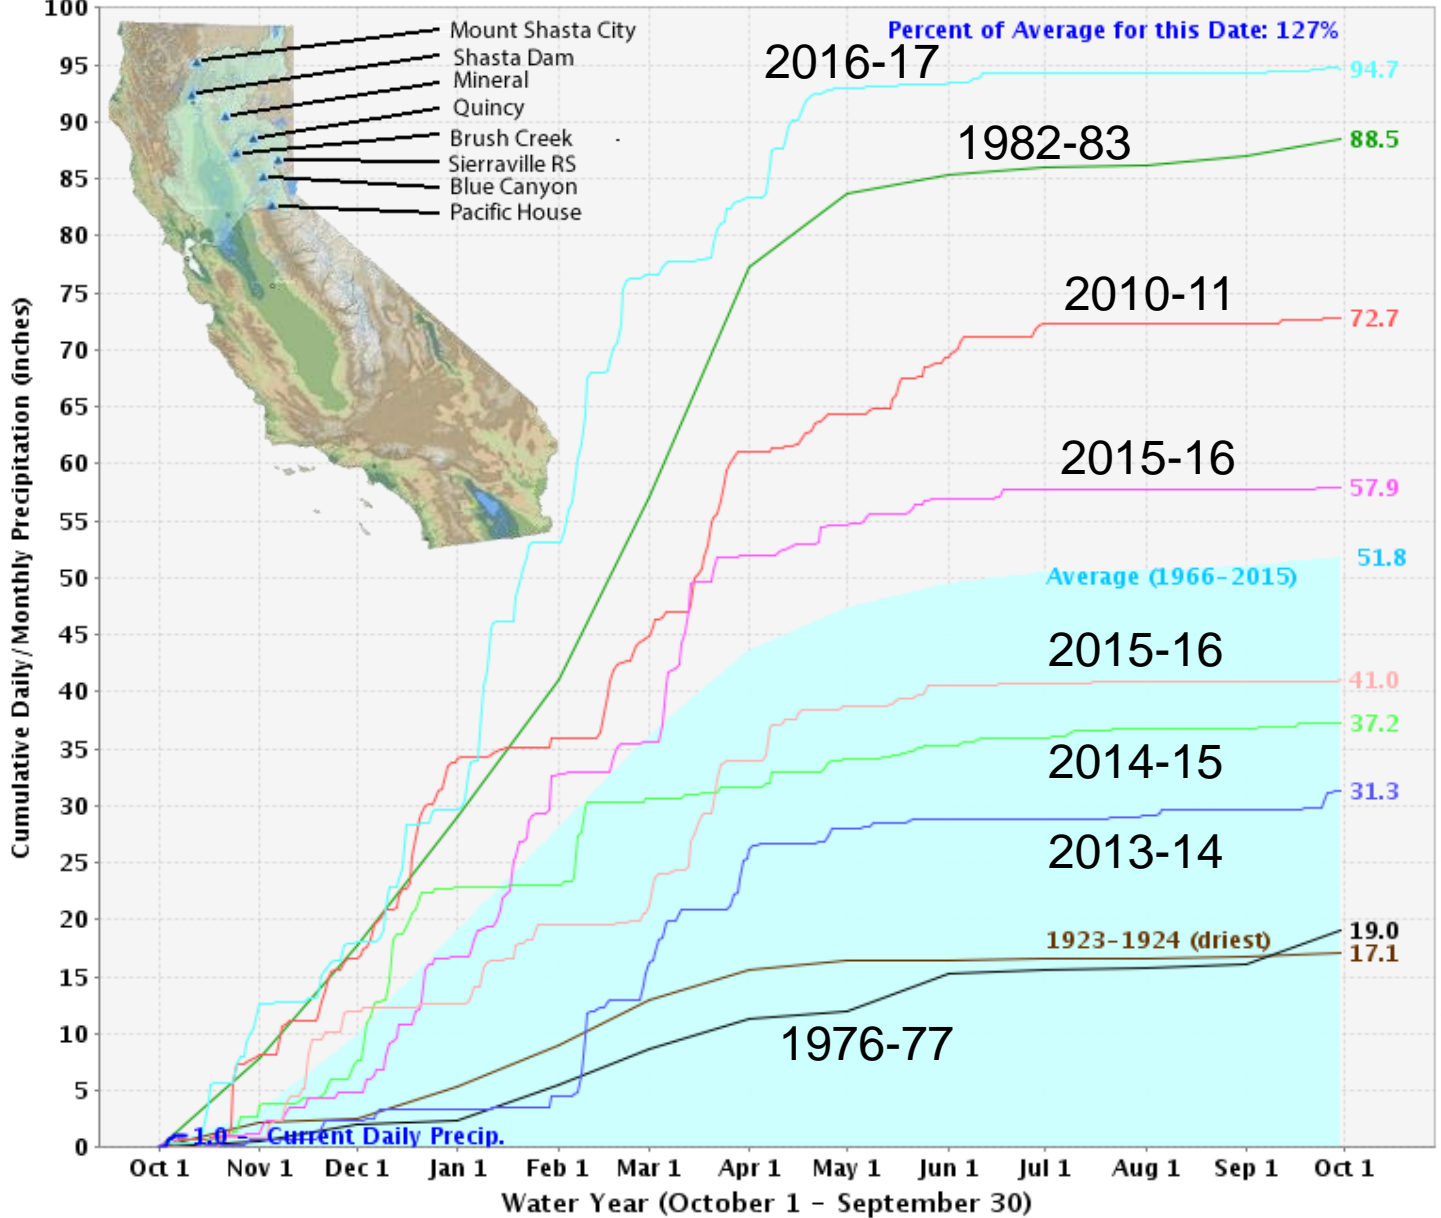 100
95
90
85
80
75
70
65
60
55
50
45
40
35
30
25
20
15
10
5
0
Cumulative Daily/Monthly Precipitation (inches)
Mount Shasta City
Shasta Dam
Mineral
Quincy
Brush Creek
Sierraville RS
Blue Canyon
Pacific House
Percent of Average for this Date: 127%
2016-17
94.7
1982-83
88.5
2010-11
72.7
2015-16
57.9
51.8
Average (1966-2015)
2015-16
41.0
37.2
2014-15
31.3
2013-14
1923-1924 (driest)
19.0
17.1
1976-77
1.0 - Current Daily Precip.
Oct 1 Nov 1 Dec 1 Jan 1 Feb 1 Mar 1 Apr 1 May 1 Jun 1 Jul 1 Aug 1 Sep 1 Oct 1
Water Year (October 1 - September 30)